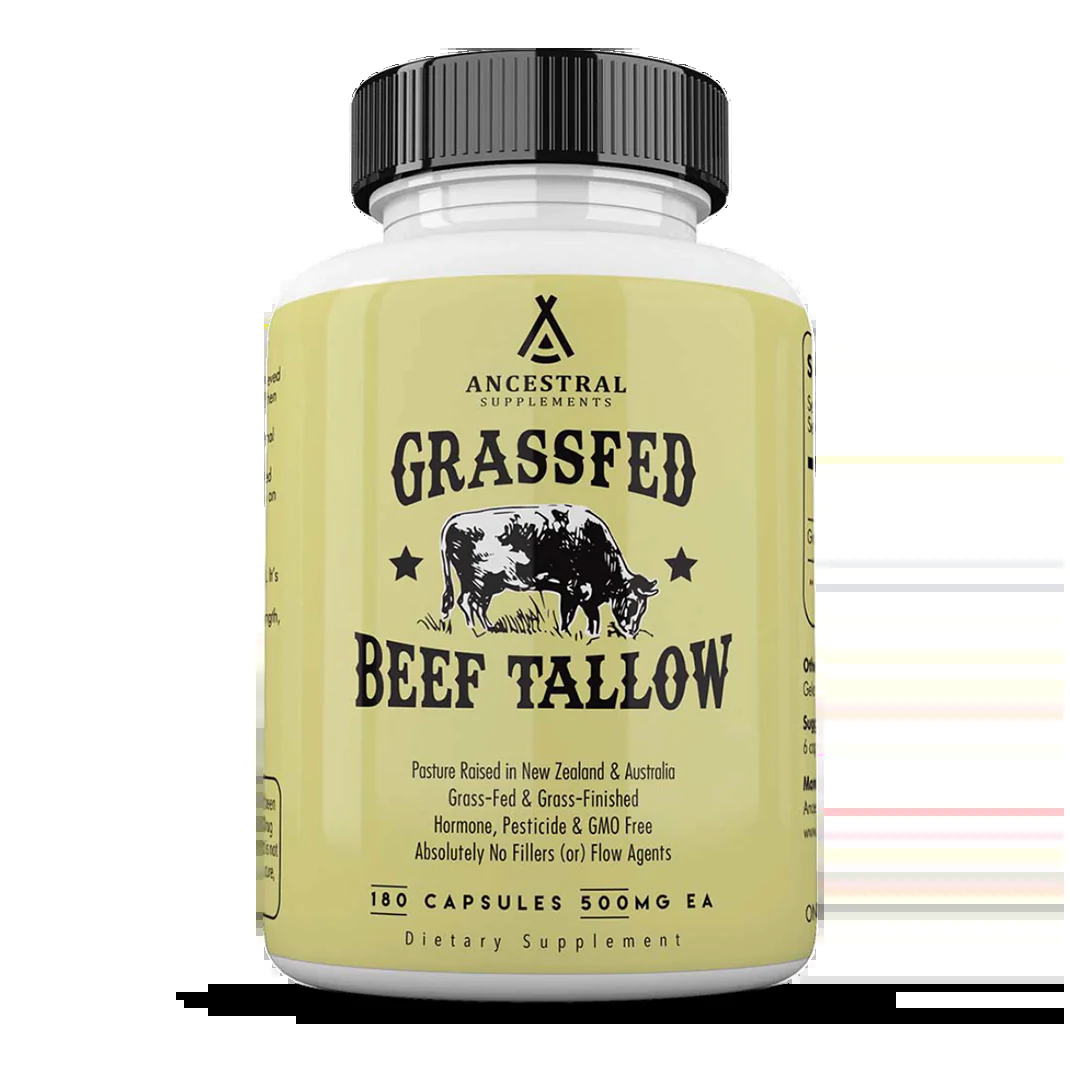 ANCESTRAL
SUPPLEMENTS
GRASSFED
BEEF TALLOW
Pasture Raised in New Zealand & Australia
Grass-Fed & Grass-Finished
Hormone, Pesticide & GMO Free
Absolutely No Fillers (or) Flow Agents
180 CAPSULES 500MG EA
Dietary Supplement